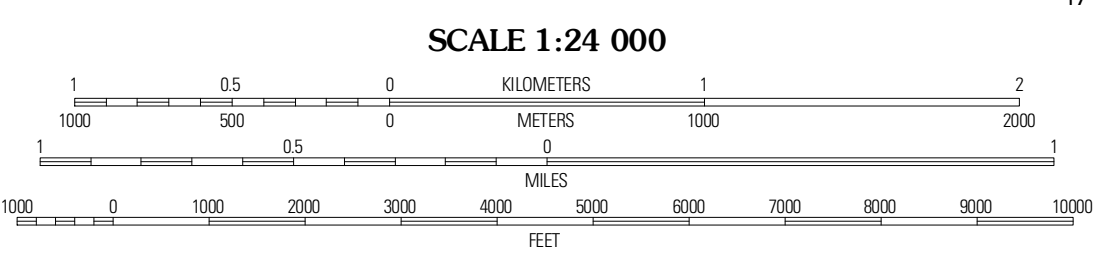 SCALE 1:24 000
1 0.5 0 KILOMETERS 1 2
1000 500 0 METERS 1000 2000
1 0.5 0 1
MILES
1000 0 1000 2000 3000 4000 5000 6000 7000 8000 9000 10000
FEET